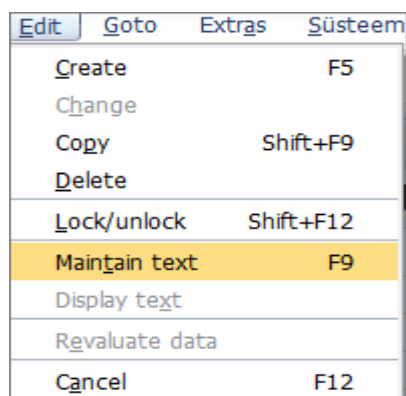 Edit Goto Extras Süsteem
Create F5
Change
Copy Shift+F9
Delete
Lock/unlock Shift+F12
Maintain text F9
Display text
Revaluate data
Cancel F12